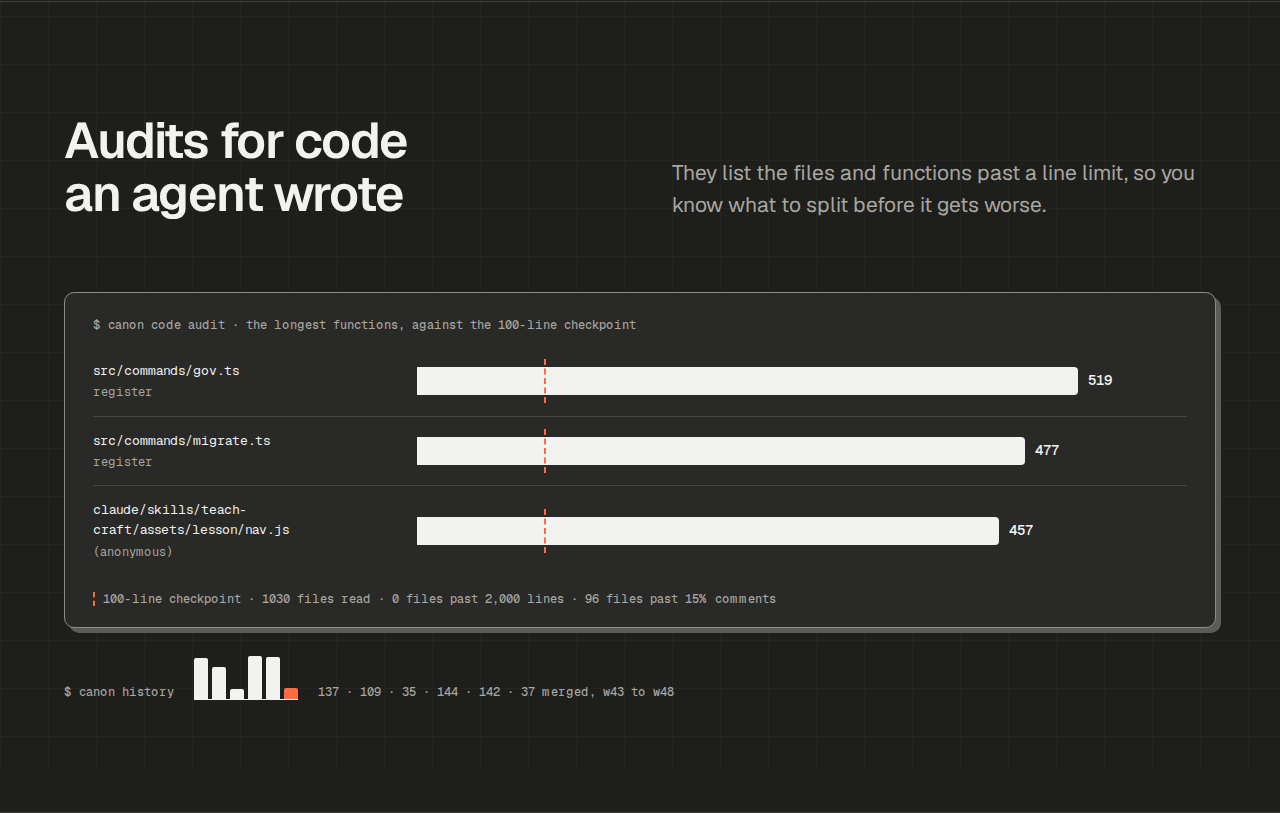 Audits for code
an agent wrote
They list the files and functions past a line limit, so you
know what to split before it gets worse.
$ canon code audit · the longest functions, against the 100-line checkpoint
src/commands/gov.ts
register
519
src/commands/migrate.ts
register
477
claude/skills/teach-
craft/assets/lesson/nav.js
(anonymous)
457
100-line checkpoint · 1030 files read · 0 files past 2,000 lines · 96 files past 15% comments
$ canon history
137 · 109 · 35 · 144 · 142 · 37 merged, w43 to w48